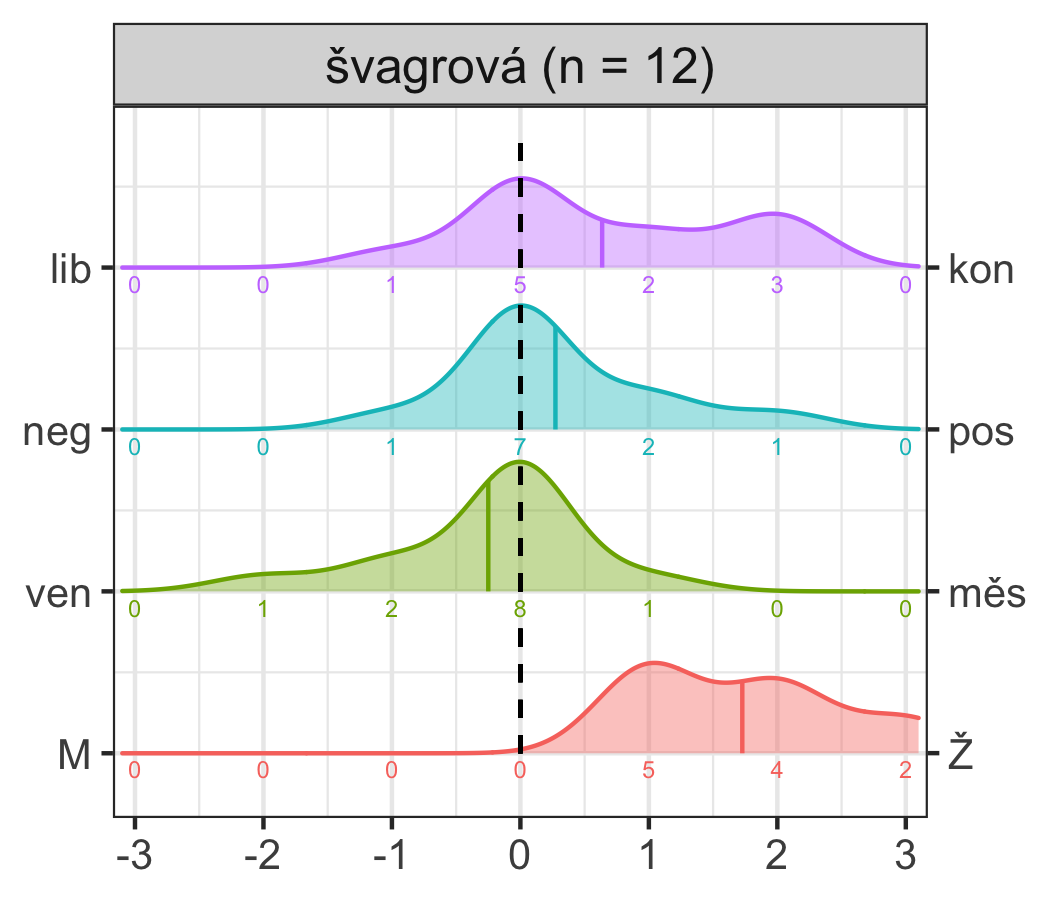 švagrová (n = 12)
lib kon
0 0 1 5 2 3 0
neg pos
0 0 1 7 2 1 0
ven měs
0 1 2 8 1 0 0
M Ž
0 0 0 0 5 4 2
-3 -2 -1 0 1 2 3